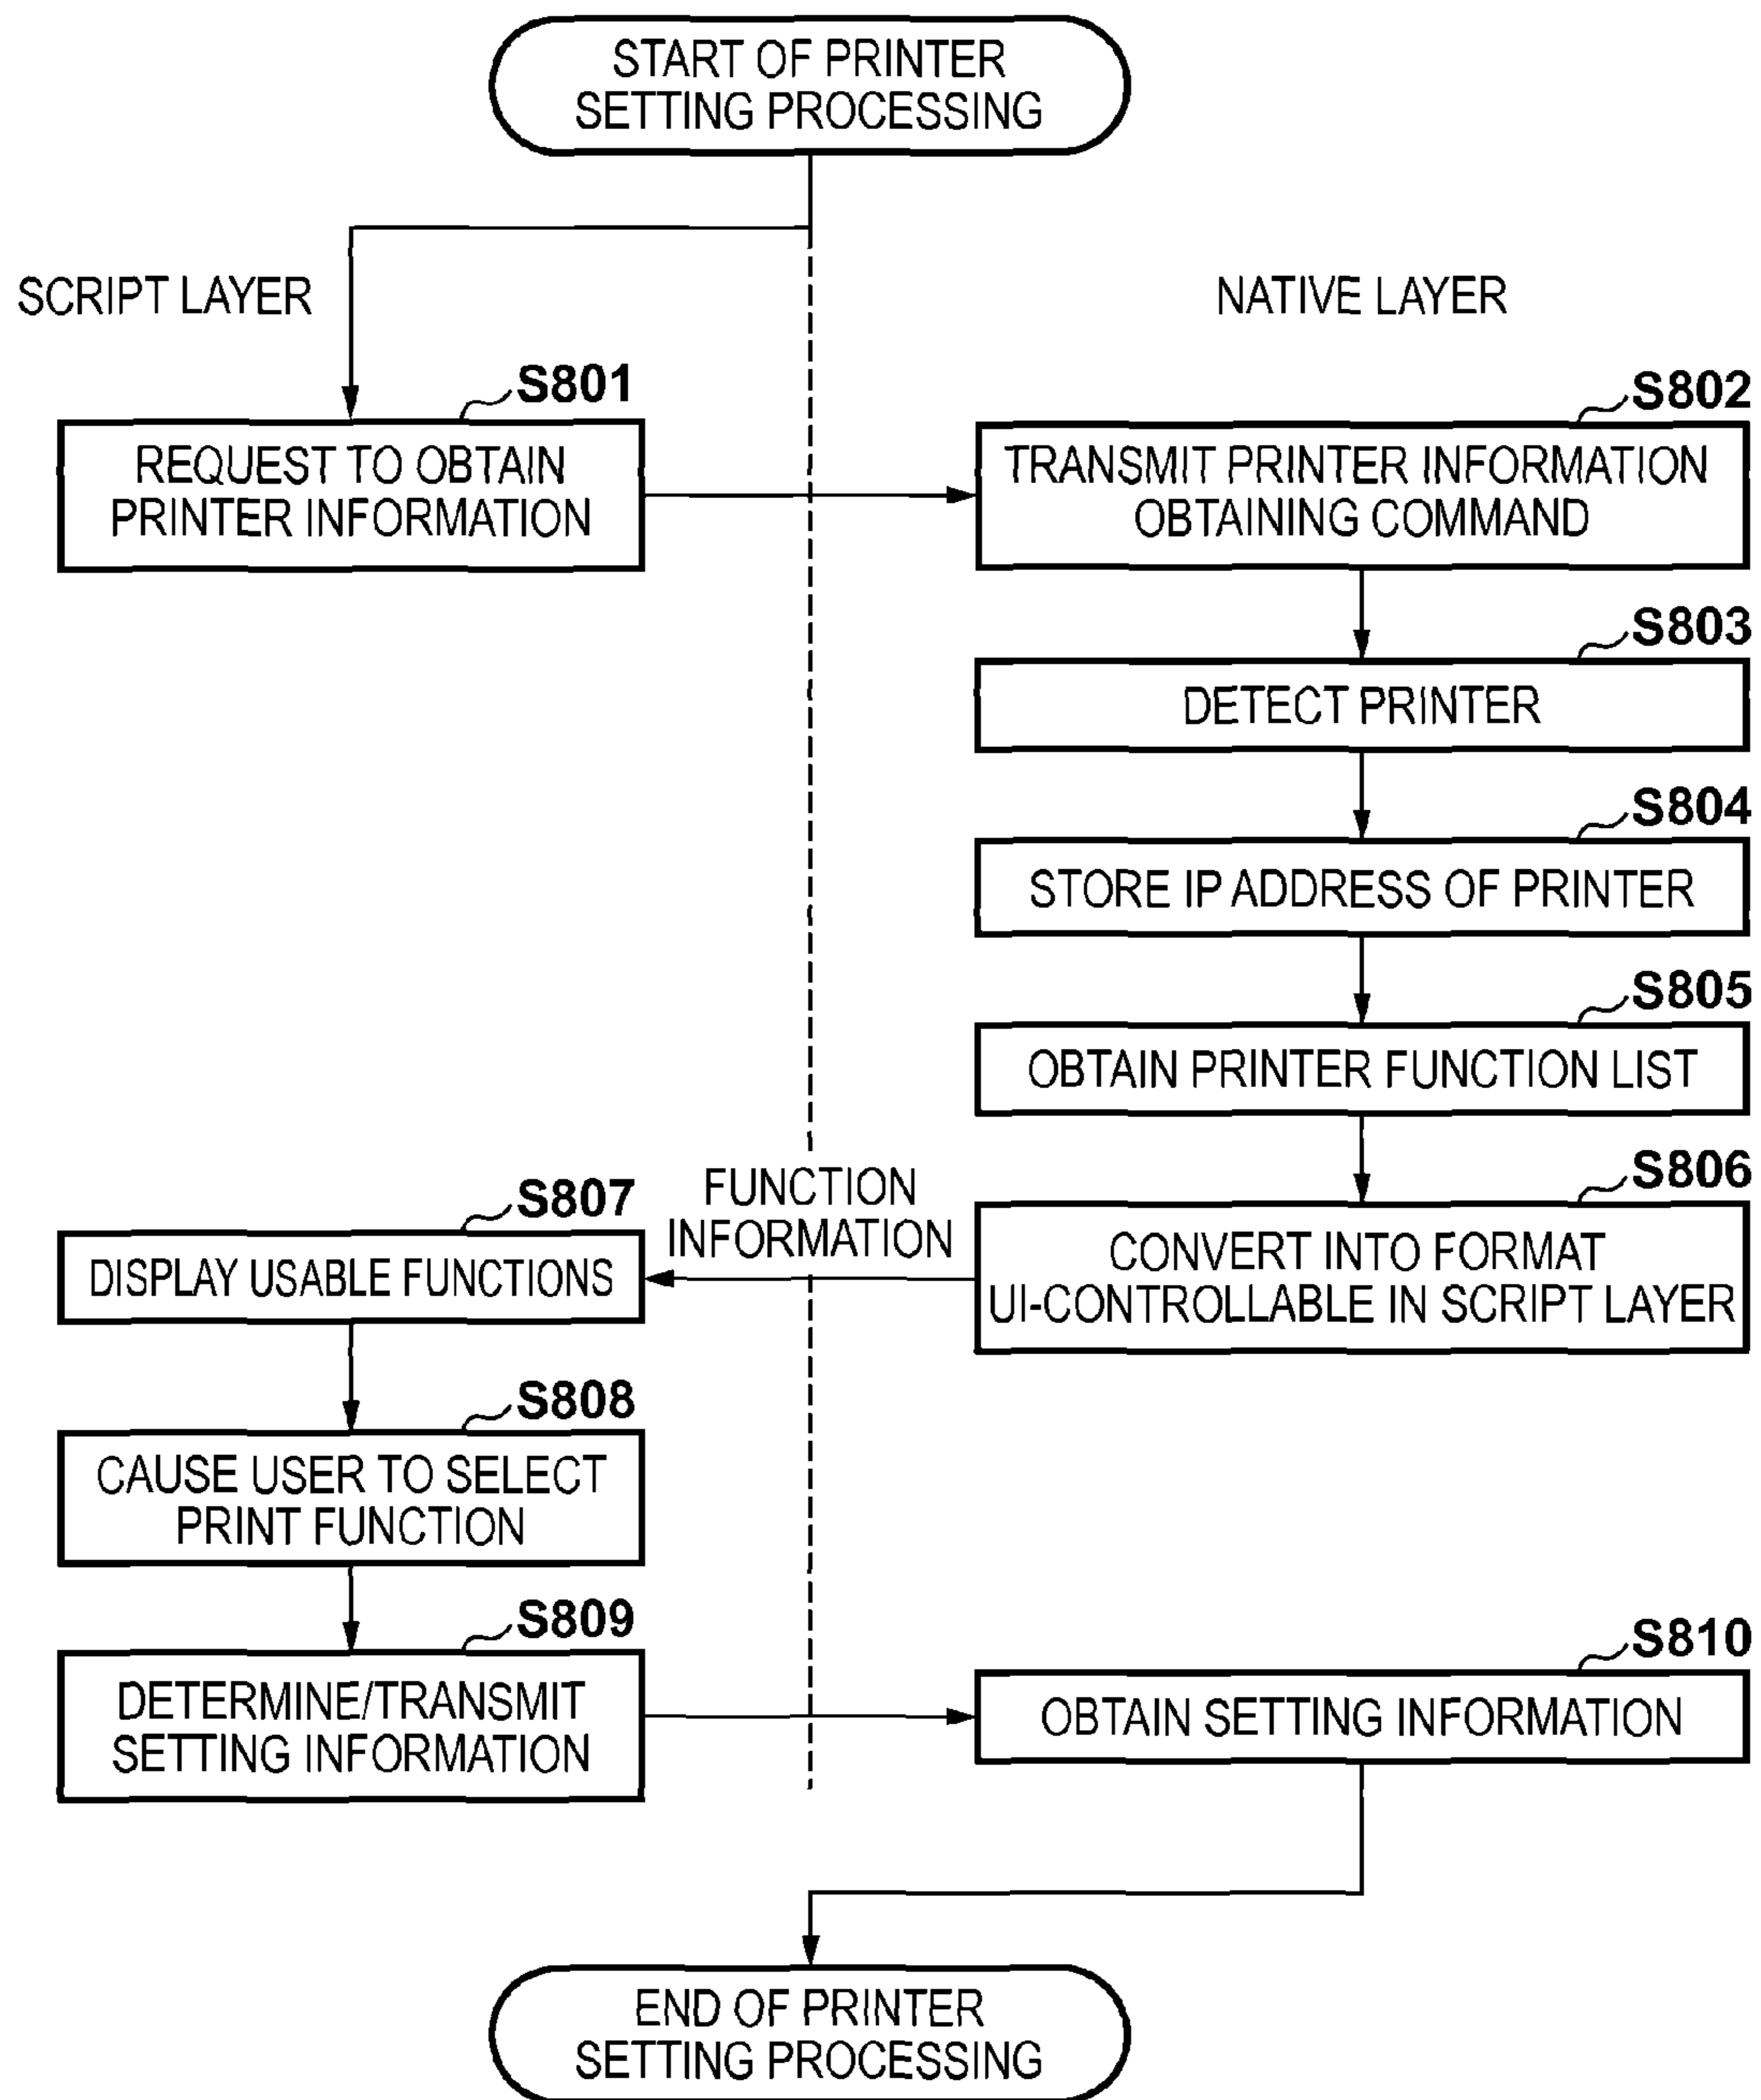 START OF PRINTER
SETTING PROCESSING
SCRIPT LAYER
NATIVE LAYER
S801
REQUEST TO OBTAIN
PRINTER INFORMATION
S802
TRANSMIT PRINTER INFORMATION
OBTAINING COMMAND
S803
DETECT PRINTER
S804
STORE IP ADDRESS OF PRINTER
S805
OBTAIN PRINTER FUNCTION LIST
S806
CONVERT INTO FORMAT
UI-CONTROLLABLE IN SCRIPT LAYER
FUNCTION
INFORMATION
S807
DISPLAY USABLE FUNCTIONS
S808
CAUSE USER TO SELECT
PRINT FUNCTION
S809
DETERMINE/TRANSMIT
SETTING INFORMATION
S810
OBTAIN SETTING INFORMATION
END OF PRINTER
SETTING PROCESSING